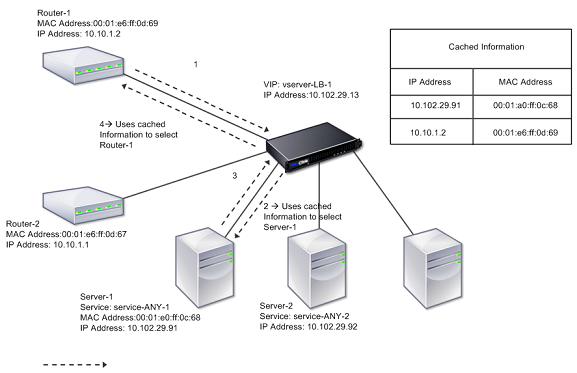 Router-1
MAC Address:00:01:e6:ff:0d:69
IP Address: 10.10.1.2
1
VIP: vserver-LB-1
IP Address:10.102.29.13
Cached Information
IP Address
MAC Address
10.102.29.91
00:01:a0:ff:0c:68
10.10.1.2
00:01:e6:ff:0d:69
4→ Uses cached
Information to select
Router-1
3
2 → Uses cached
Information to select
Server-1
Router-2
MAC Address:00:01:e6:ff:0d:67
IP Address: 10.10.1.1
Server-1
Service: service-ANY-1
MAC Address:00:01:e0:ff:0c:68
IP Address: 10.102.29.91
Server-2
Service: service-ANY-2
IP Address: 10.102.29.92